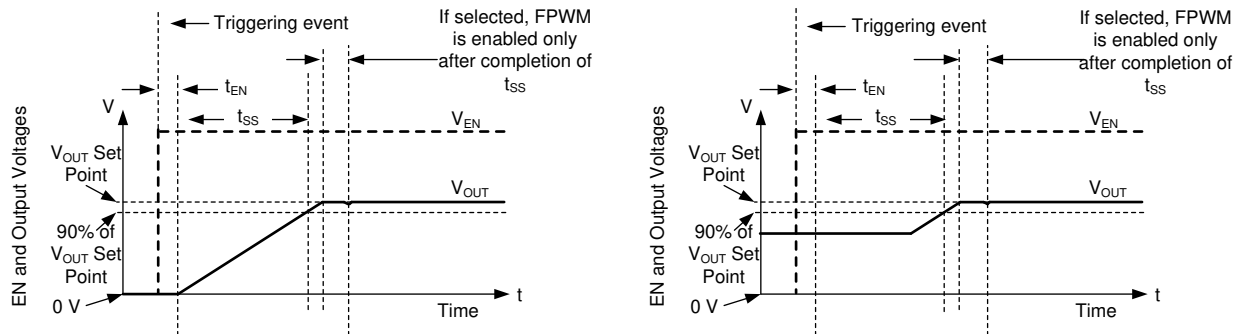 Triggering event
If selected, FPWM
is enabled only
after completion of
tSS
tEN
tSS
V
VEN
VOUT Set
Point
VOUT
90% of
VOUT Set
Point
0 V
t
Time
EN and Output Voltages
Triggering event
If selected, FPWM
is enabled only
after completion of
tSS
tEN
tSS
V
VEN
VOUT Set
Point
VOUT
90% of
VOUT Set
Point
0 V
t
Time
EN and Output Voltages